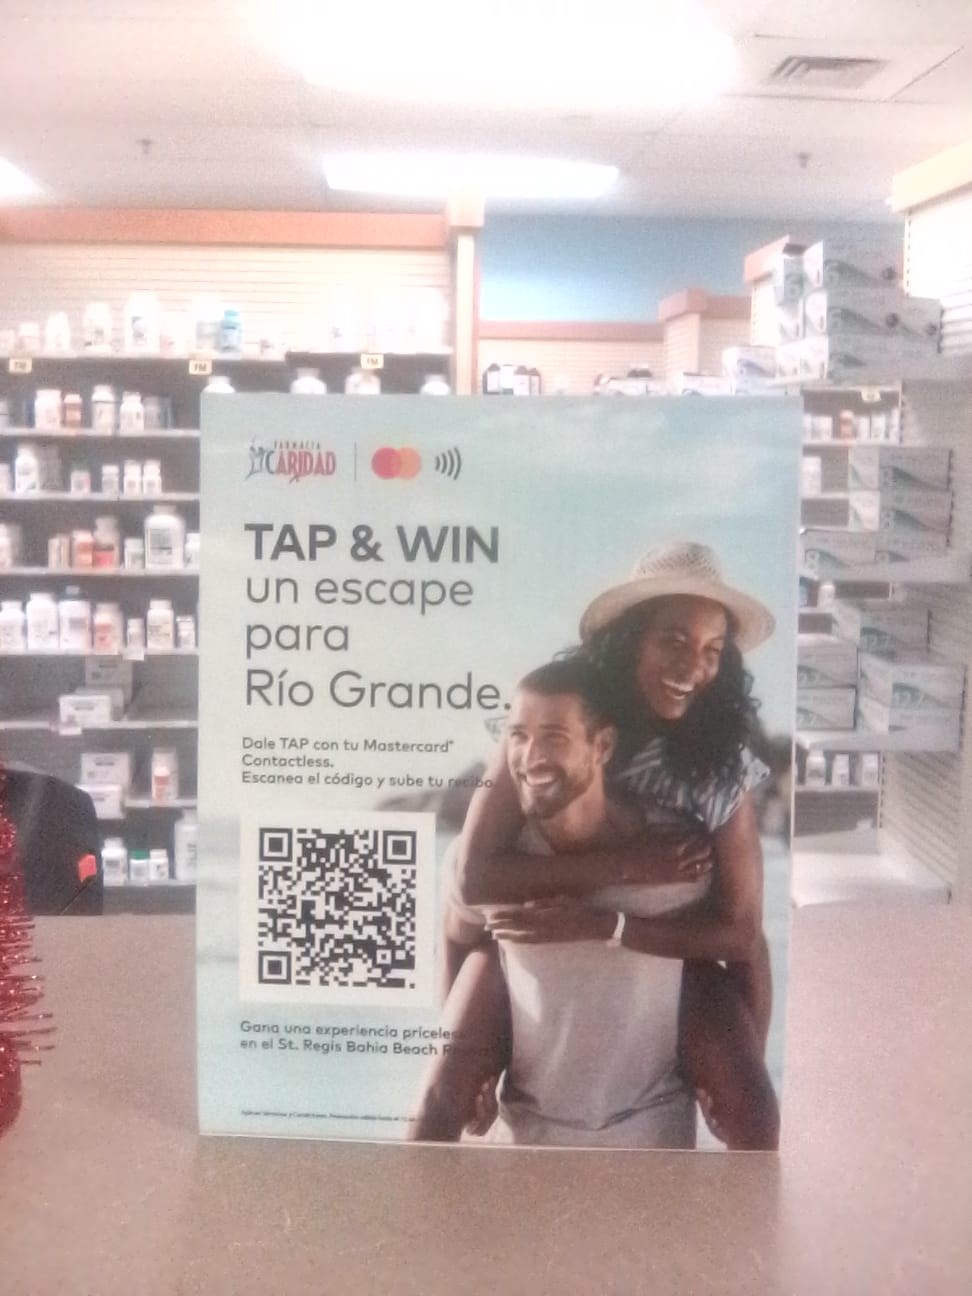 FARMACIA
CARIDAD
TAP & WIN
un escape
para
Río Grande.
Dale TAP con tu Mastercard®
Contactless.
Escanea el código y sube tu recibo
Gana una experiencia priceless
en el St. Regis Bahia Beach